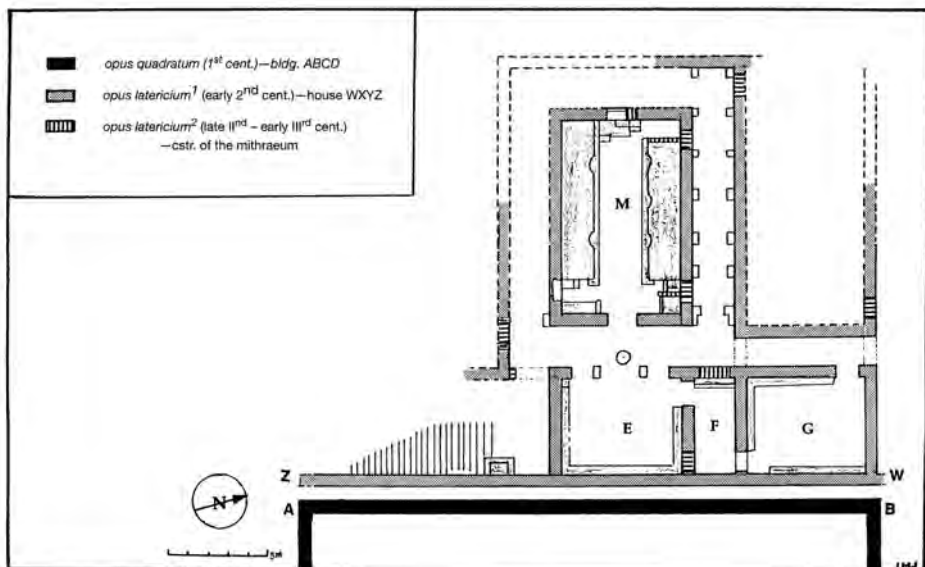 opus quadratum (1st cent.)—bldg. ABCD
opus latericium1 (early 2nd cent.)—house WXYZ
opus latericium2 (late IInd – early IIIrd cent.)
—cstr. of the mithraeum
M
E
F
G
Z
W
A
B
N
5m